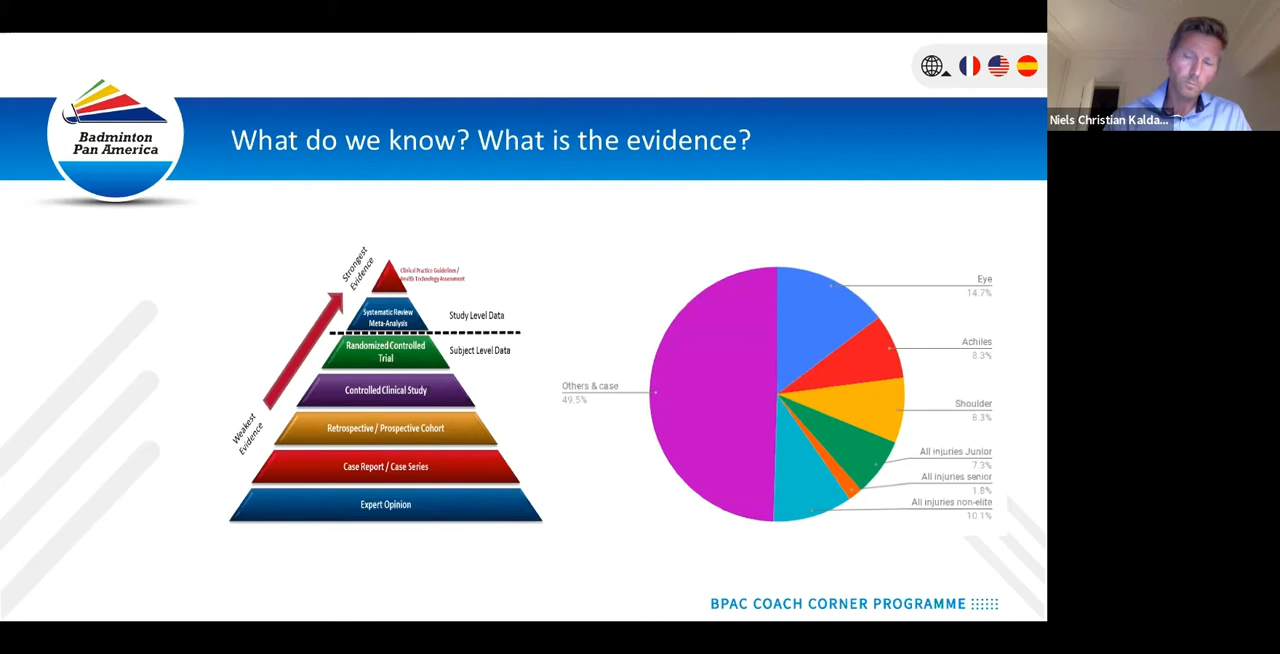 Badminton
Pan America
What do we know? What is the evidence?
Niels Christian Kalda...
Strongest
Evidence
Weakest
Evidence
Clinical Practice Guidelines /
Health Technology Assessment
Systematic Review
Meta-Analysis
Study Level Data
Randomized Controlled
Trial
Subject Level Data
Controlled Clinical Study
Retrospective / Prospective Cohort
Case Report / Case Series
Expert Opinion
Eye
14.7%
Achiles
8.3%
Shoulder
8.3%
All injuries Junior
7.3%
All injuries senior
1.8%
All injuries non-elite
10.1%
Others & case
49.5%
BPAC COACH CORNER PROGRAMME